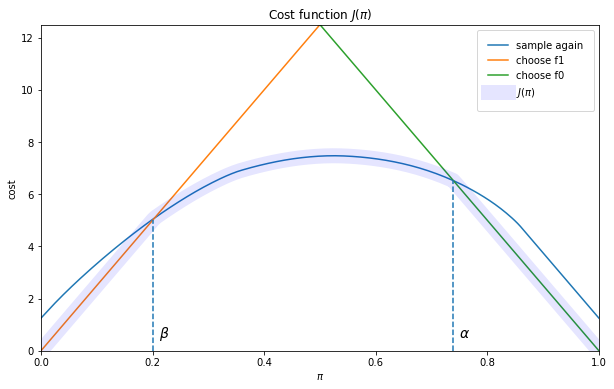 Cost function J(π)
sample again
choose f1
choose f0
J(π)
cost
12
10
8
6
4
2
0
β
α
0.0 0.2 0.4 0.6 0.8 1.0
π